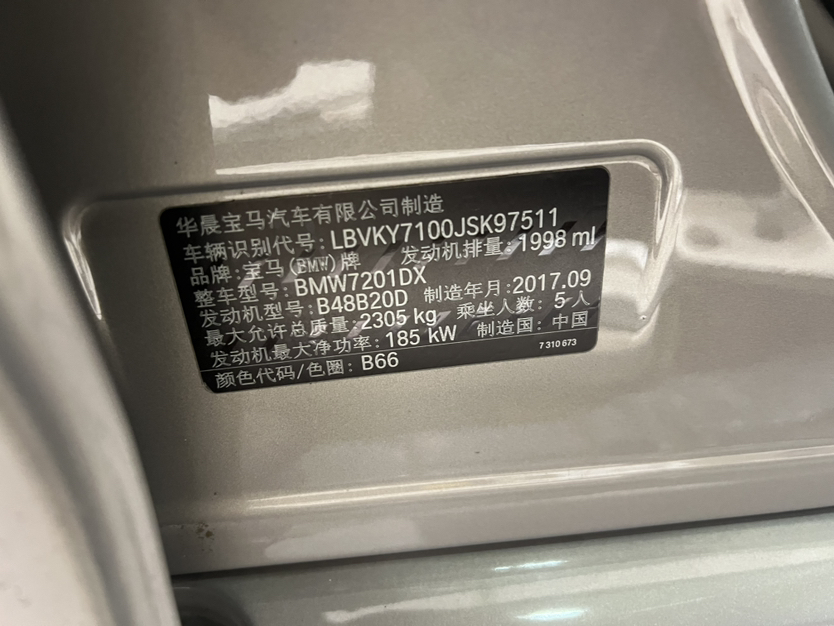 华晨宝马汽车有限公司制造
车辆识别代号: LBVKY7100JSK97511
品牌: 宝马(BMW)牌 发动机排量: 1998 ml
整车型号: BMW7201DX
发动机型号: B48B20D 制造年月: 2017.09
最大允许总质量: 2305 kg 乘坐人数: 5 人
发动机最大净功率: 185 kW 制造国: 中国
颜色代码/色圈: B66 7 310 673